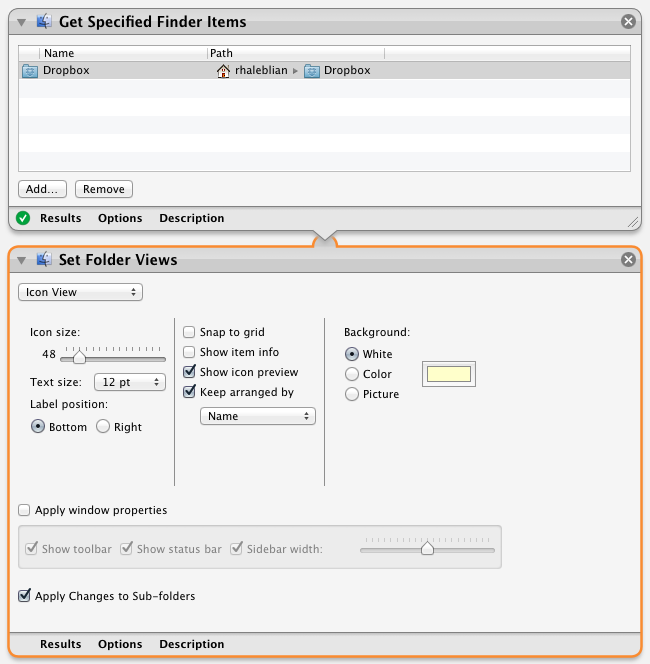 Get Specified Finder Items
Name Path
Dropbox rhaleblian Dropbox
Add... Remove
Results Options Description
Set Folder Views
Icon View
Icon size:
48
Text size: 12 pt
Label position:
Bottom Right
Snap to grid
Show item info
Show icon preview
Keep arranged by
Name
Background:
White
Color
Picture
Apply window properties
Show toolbar Show status bar Sidebar width:
Apply Changes to Sub-folders
Results Options Description